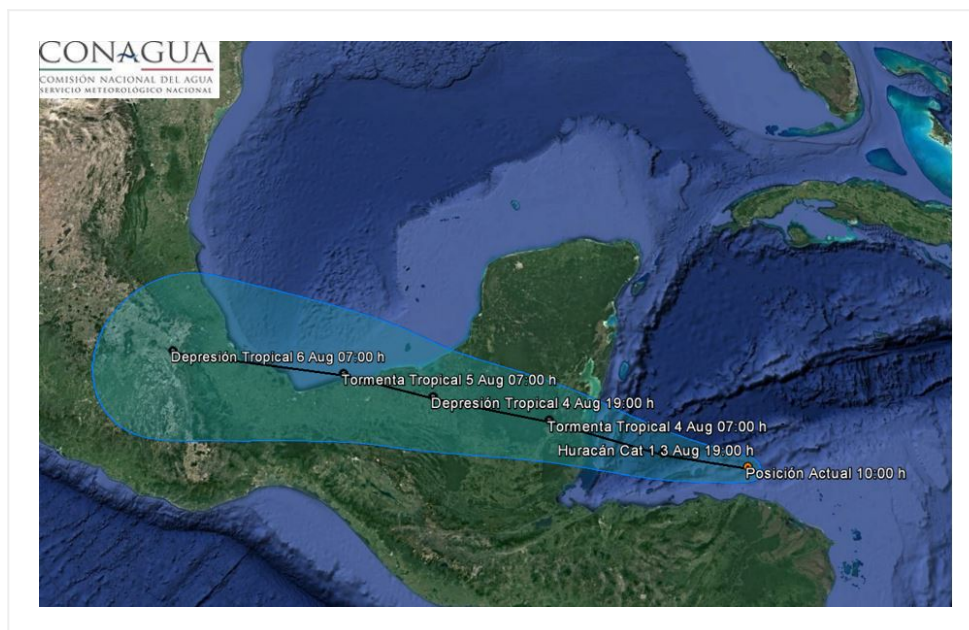 CONAGUA
COMISIÓN NACIONAL DEL AGUA
SERVICIO METEOROLÓGICO NACIONAL
Depresión Tropical 6 Aug 07:00 h
Tormenta Tropical 5 Aug 07:00 h
Depresión Tropical 4 Aug 19:00 h
Tormenta Tropical 4 Aug 07:00 h
Huracán Cat 1 3 Aug 19:00 h
Posición Actual 10:00 h